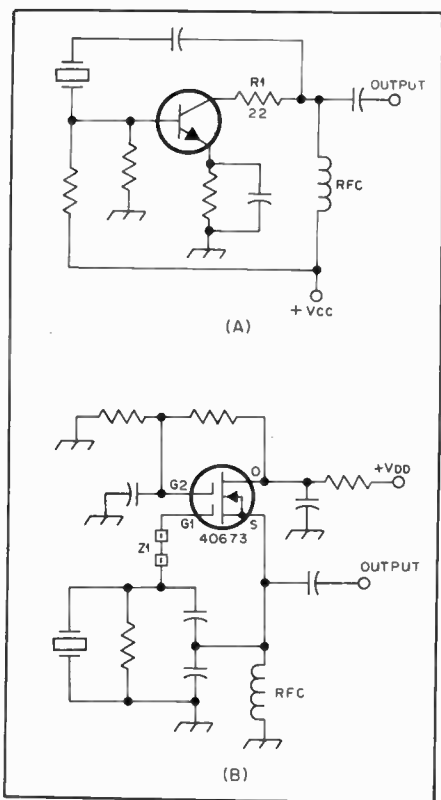 R1
22
OUTPUT
RFC
+ VCC
(A)
O
+VDD
G2
G1
S
40673
Z1
OUTPUT
RFC
(B)